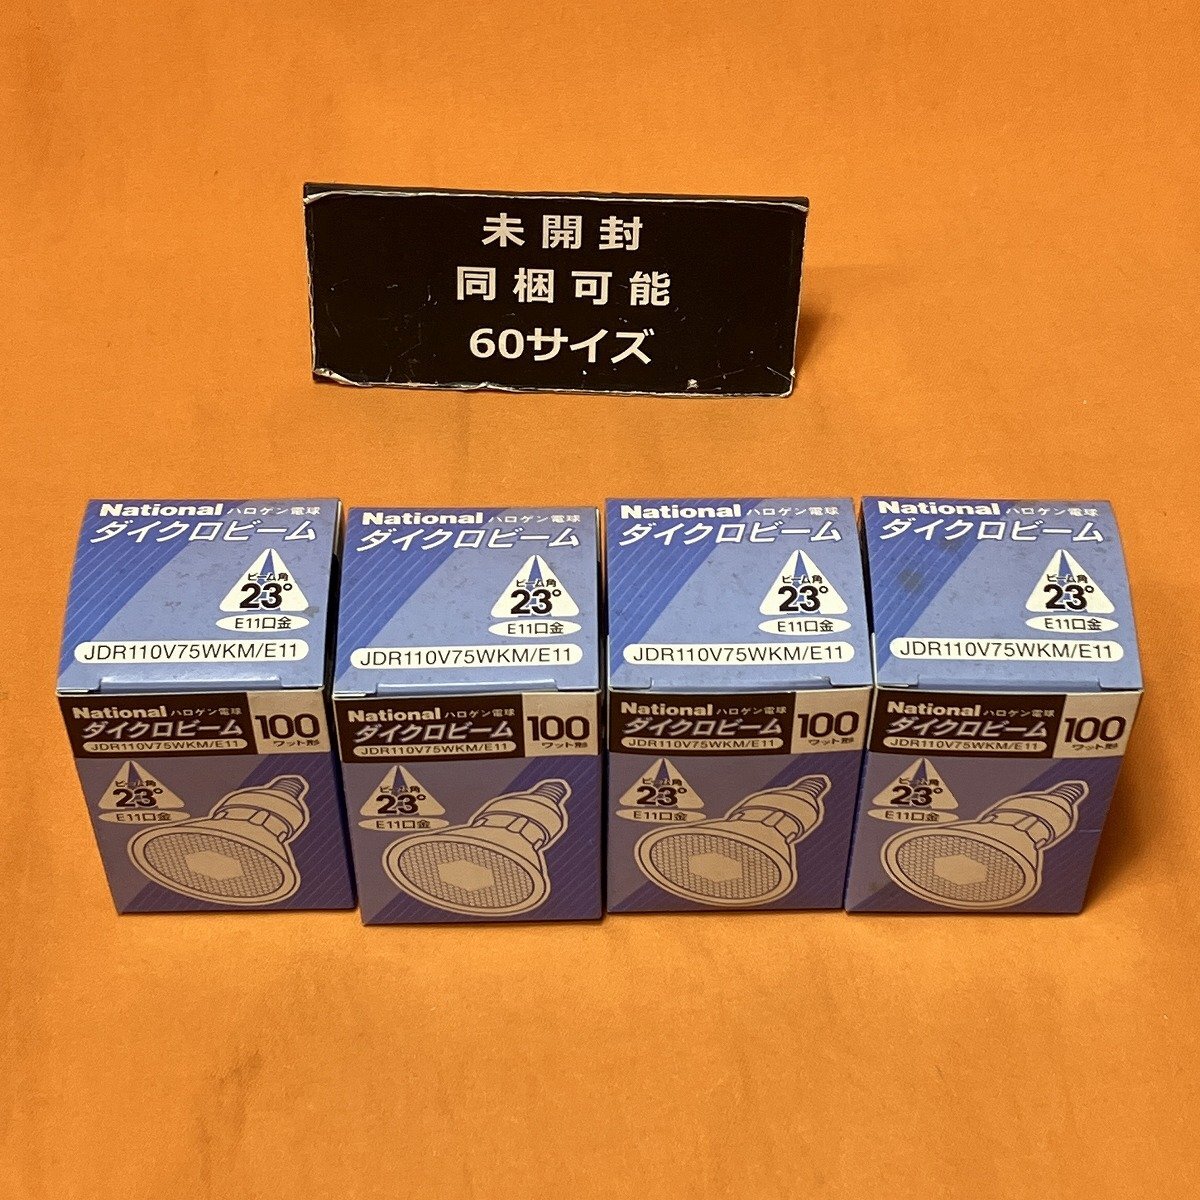 未開封
同梱可能
60サイズ
National ハロゲン電球
ダイクロビーム
ビーム角
23°
E11口金
JDR110V75WKM/E11
National ハロゲン電球
ダイクロビーム
JDR110V75WKM/E11
100
ワット形
ビーム角
23°
E11口金
National ハロゲン電球
ダイクロビーム
ビーム角
23°
E11口金
JDR110V75WKM/E11
National ハロゲン電球
ダイクロビーム
JDR110V75WKM/E11
100
ワット形
ビーム角
23°
E11口金
National ハロゲン電球
ダイクロビーム
ビーム角
23°
E11口金
JDR110V75WKM/E11
National ハロゲン電球
ダイクロビーム
JDR110V75WKM/E11
100
ワット形
ビーム角
23°
E11口金
National ハロゲン電球
ダイクロビーム
ビーム角
23°
E11口金
JDR110V75WKM/E11
National ハロゲン電球
ダイクロビーム
JDR110V75WKM/E11
100
ワット形
ビーム角
23°
E11口金